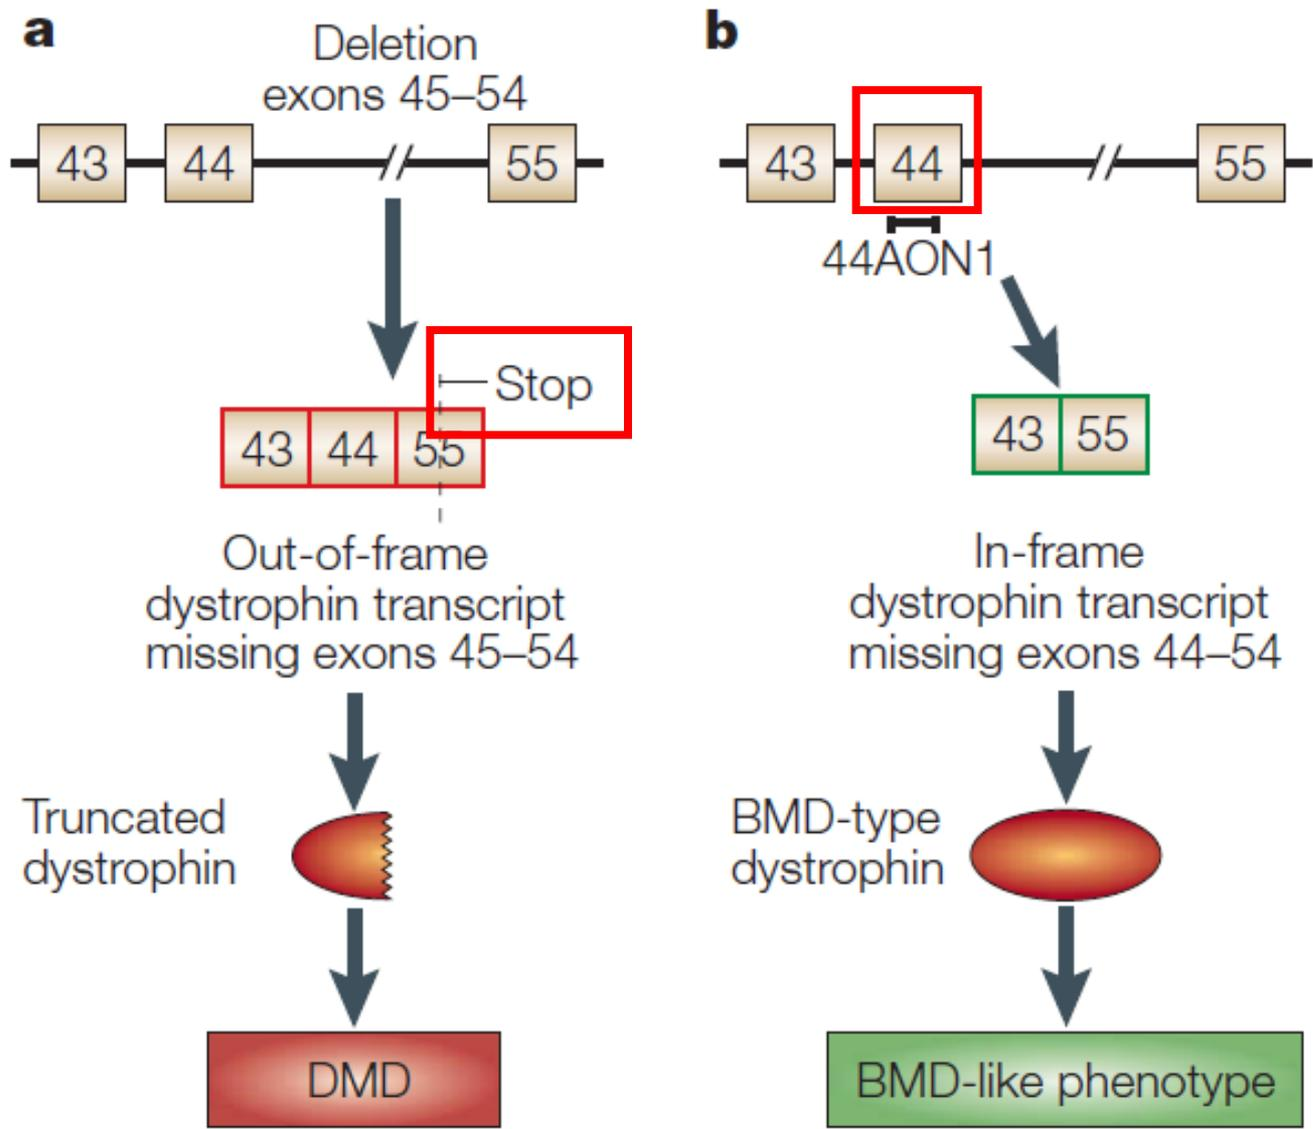 a
Deletion
exons 45–54
43
44
55
Stop
43
44
55
Out-of-frame
dystrophin transcript
missing exons 45–54
Truncated
dystrophin
DMD
b
43
44
55
44AON1
43
55
In-frame
dystrophin transcript
missing exons 44–54
BMD-type
dystrophin
BMD-like phenotype